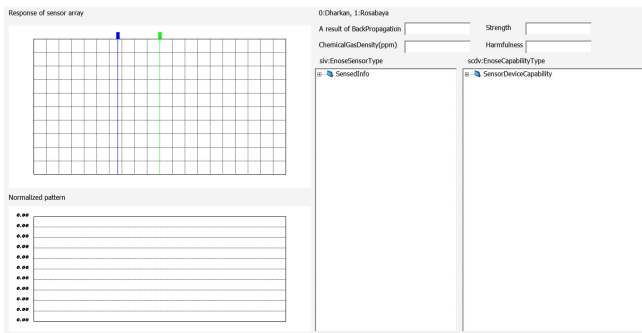 Response of sensor array
0:Dharkan, 1:Rosabaya
A result of BackPropagation
Strength
ChemicalGasDensity(ppm)
Harmfulness
siv:EnoseSensorType
scdv:EnoseCapabilityType
SensedInfo
SensorDeviceCapability
Normalized pattern
0.00
0.00
0.00
0.00
0.00
0.00
0.00
0.00
0.00
0.00
0.00